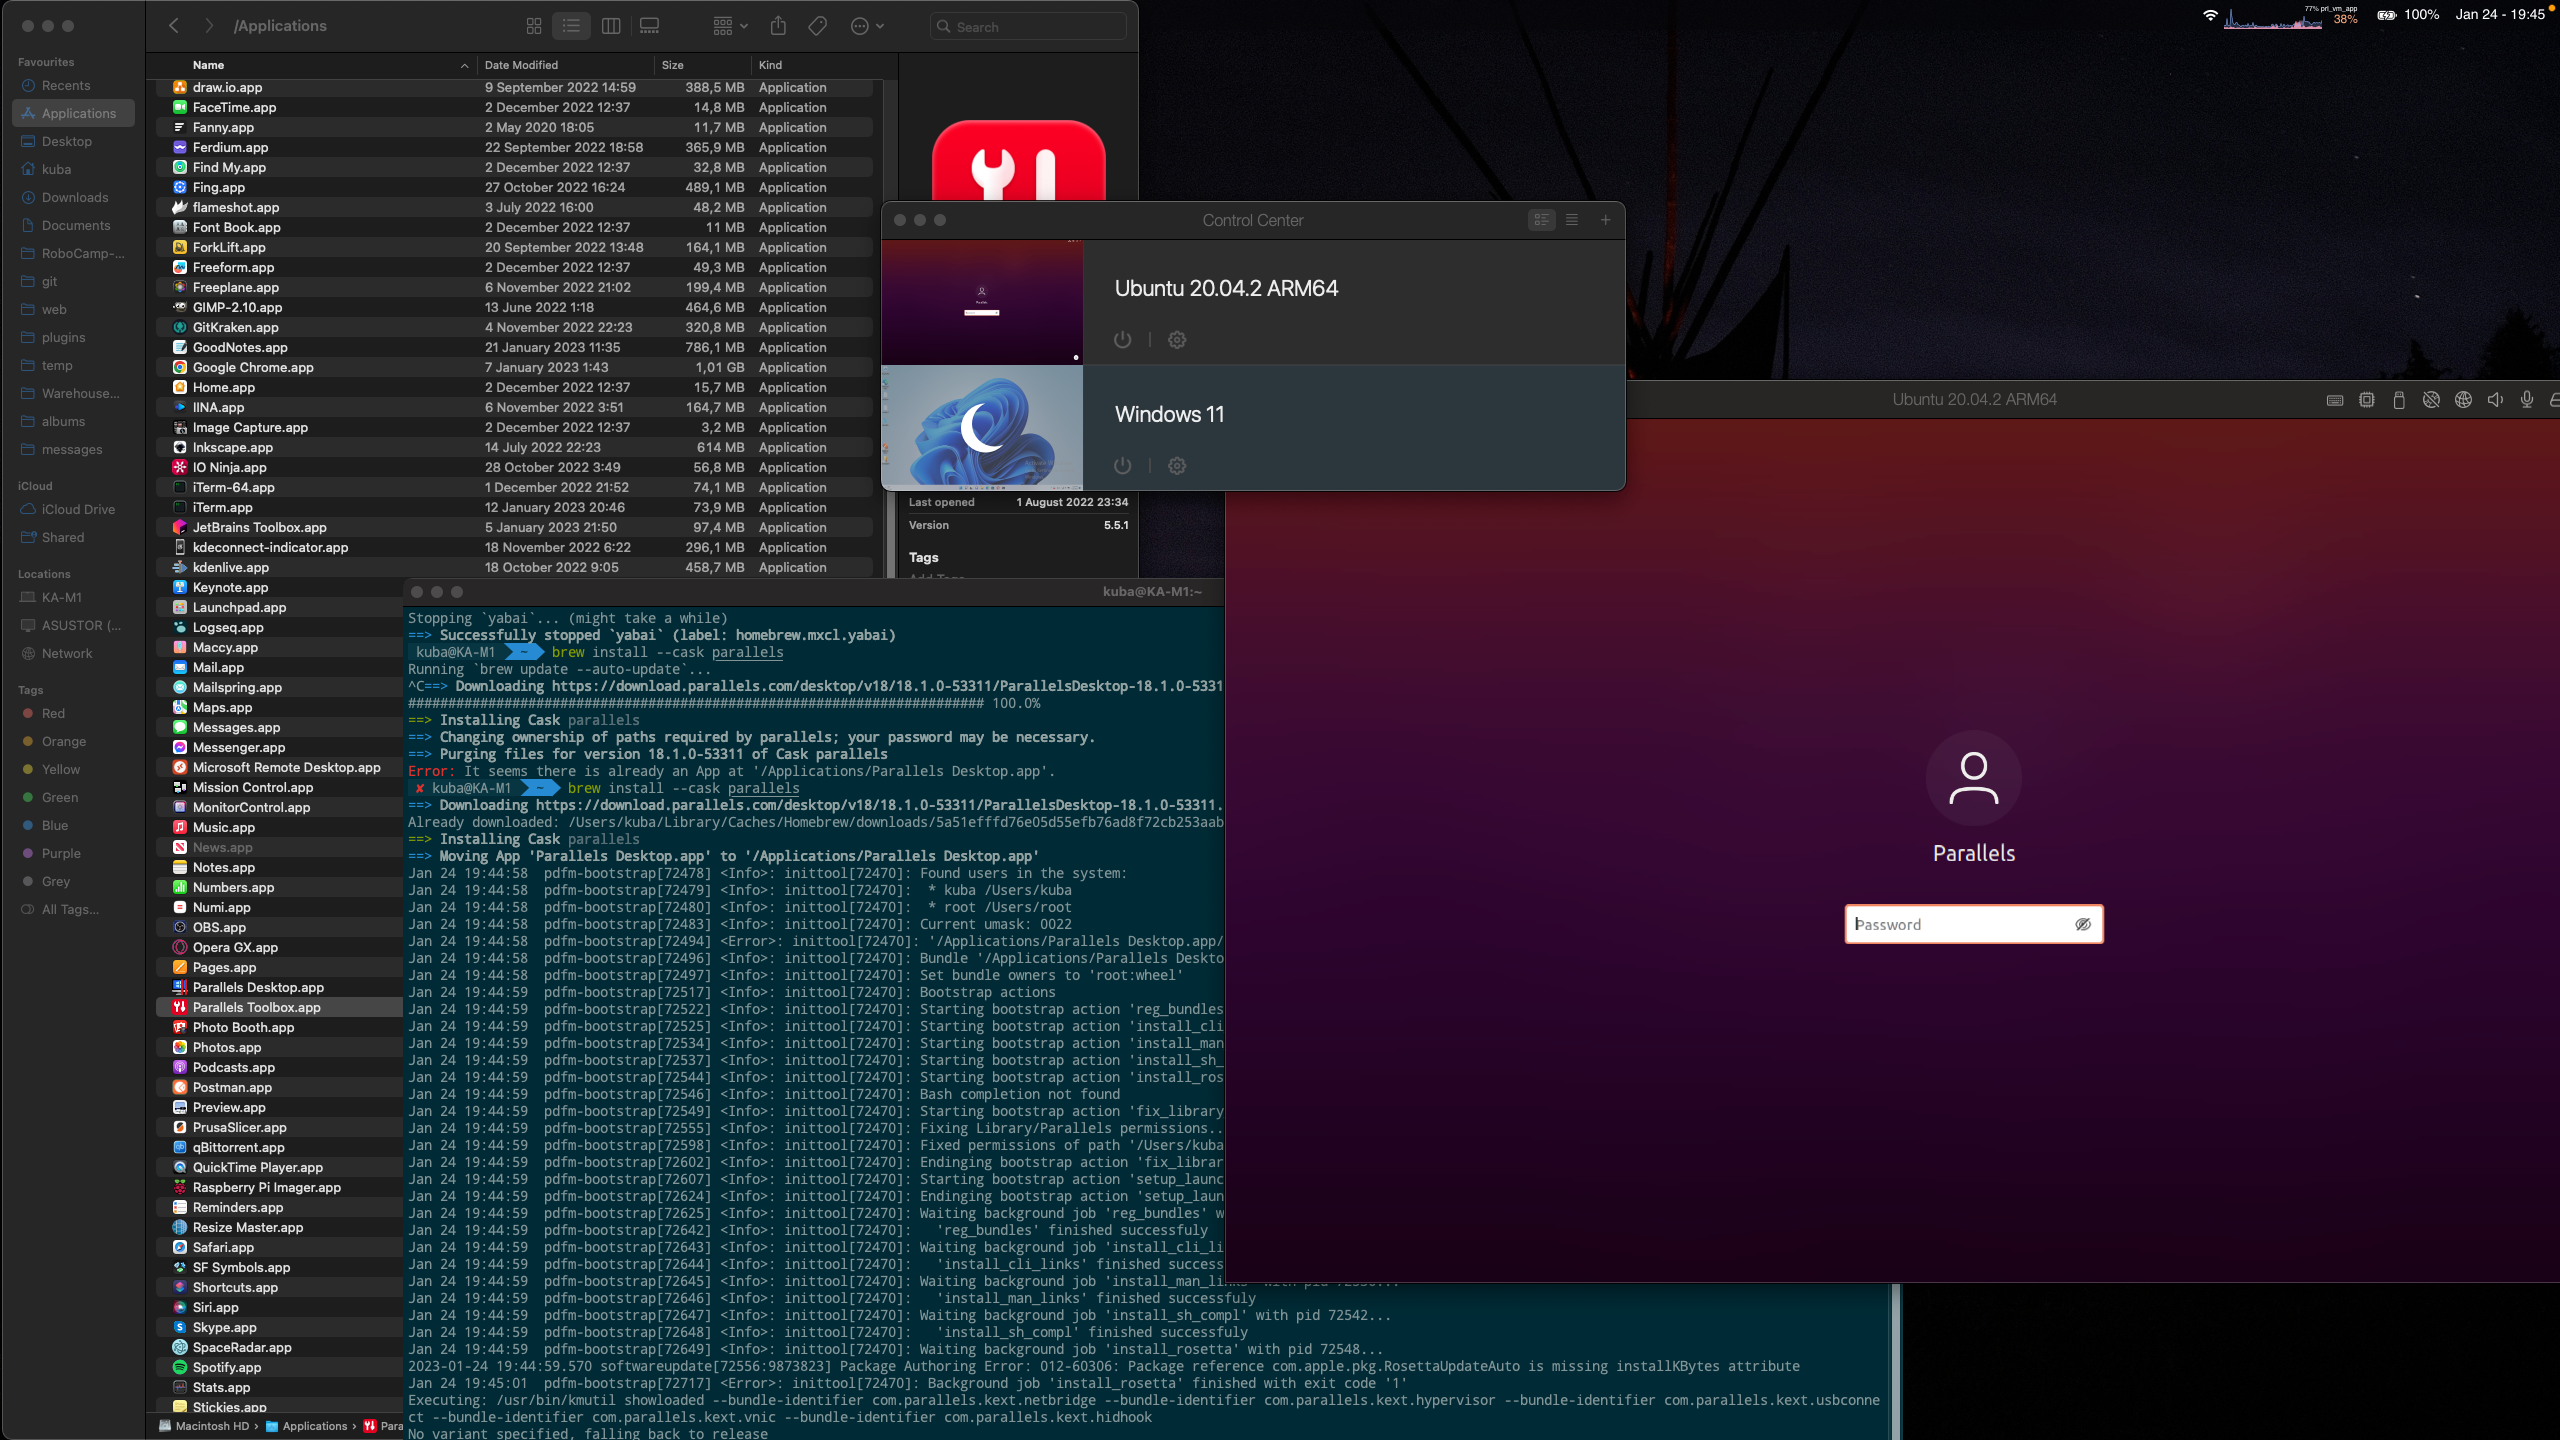 /Applications
Search
77% prl_vm_app
38%
100%
Jan 24 - 19:45
Favourites
Recents
Applications
Desktop
kuba
Downloads
Documents
RoboCamp-...
git
web
plugins
temp
Warehouse...
albums
messages
iCloud
iCloud Drive
Shared
Locations
KA-M1
ASUSTOR (...
Network
Tags
Red
Orange
Yellow
Green
Blue
Purple
Grey
All Tags...
Name Date Modified Size Kind
draw.io.app 9 September 2022 14:59 388,5 MB Application
FaceTime.app 2 December 2022 12:37 14,8 MB Application
Fanny.app 2 May 2020 18:05 11,7 MB Application
Ferdium.app 22 September 2022 18:58 365,9 MB Application
Find My.app 2 December 2022 12:37 32,8 MB Application
Fing.app 27 October 2022 16:24 489,1 MB Application
flameshot.app 3 July 2022 16:00 48,2 MB Application
Font Book.app 2 December 2022 12:37 11 MB Application
ForkLift.app 20 September 2022 13:48 164,1 MB Application
Freeform.app 2 December 2022 12:37 49,3 MB Application
Freeplane.app 6 November 2022 21:02 199,4 MB Application
GIMP-2.10.app 13 June 2022 1:18 464,6 MB Application
GitKraken.app 4 November 2022 22:23 320,8 MB Application
GoodNotes.app 21 January 2023 11:35 786,1 MB Application
Google Chrome.app 7 January 2023 1:43 1,01 GB Application
Home.app 2 December 2022 12:37 15,7 MB Application
IINA.app 6 November 2022 3:51 164,7 MB Application
Image Capture.app 2 December 2022 12:37 3,2 MB Application
Inkscape.app 14 July 2022 22:23 614 MB Application
IO Ninja.app 28 October 2022 3:49 56,8 MB Application
iTerm-64.app 1 December 2022 21:52 74,1 MB Application
iTerm.app 12 January 2023 20:46 73,9 MB Application
JetBrains Toolbox.app 5 January 2023 21:50 97,4 MB Application
kdeconnect-indicator.app 18 November 2022 6:22 296,1 MB Application
kdenlive.app 18 October 2022 9:05 458,7 MB Application
Keynote.app
Launchpad.app
Logseq.app
Maccy.app
Mail.app
Mailspring.app
Maps.app
Messages.app
Messenger.app
Microsoft Remote Desktop.app
Mission Control.app
MonitorControl.app
Music.app
News.app
Notes.app
Numbers.app
Numi.app
OBS.app
Opera GX.app
Pages.app
Parallels Desktop.app
Parallels Toolbox.app
Photo Booth.app
Photos.app
Podcasts.app
Postman.app
Preview.app
PrusaSlicer.app
qBittorrent.app
QuickTime Player.app
Raspberry Pi Imager.app
Reminders.app
Resize Master.app
Safari.app
SF Symbols.app
Shortcuts.app
Siri.app
Skype.app
SpaceRadar.app
Spotify.app
Stats.app
Stickies.app
Macintosh HD › Applications › Para
Control Center
Ubuntu 20.04.2 ARM64
Windows 11
Last opened 1 August 2022 23:34
Version 5.5.1
Tags
Ubuntu 20.04.2 ARM64
Parallels
Password
kuba@KA-M1:~
Stopping `yabai`... (might take a while)
==> Successfully stopped `yabai` (label: homebrew.mxcl.yabai)
kuba@KA-M1 ~ brew install --cask parallels
Running `brew update --auto-update`...
^C==> Downloading https://download.parallels.com/desktop/v18/18.1.0-53311/ParallelsDesktop-18.1.0-5331
######################################################################## 100.0%
==> Installing Cask parallels
==> Changing ownership of paths required by parallels; your password may be necessary.
==> Purging files for version 18.1.0-53311 of Cask parallels
Error: It seems there is already an App at '/Applications/Parallels Desktop.app'.
✘ kuba@KA-M1 ~ brew install --cask parallels
==> Downloading https://download.parallels.com/desktop/v18/18.1.0-53311/ParallelsDesktop-18.1.0-53311.
Already downloaded: /Users/kuba/Library/Caches/Homebrew/downloads/5a51efffd76e05d55efb76ad8f72cb253aab
==> Installing Cask parallels
==> Moving App 'Parallels Desktop.app' to '/Applications/Parallels Desktop.app'
Jan 24 19:44:58 pdfm-bootstrap[72478] <Info>: inittool[72470]: Found users in the system:
Jan 24 19:44:58 pdfm-bootstrap[72479] <Info>: inittool[72470]: * kuba /Users/kuba
Jan 24 19:44:58 pdfm-bootstrap[72480] <Info>: inittool[72470]: * root /Users/root
Jan 24 19:44:58 pdfm-bootstrap[72483] <Info>: inittool[72470]: Current umask: 0022
Jan 24 19:44:58 pdfm-bootstrap[72494] <Error>: inittool[72470]: '/Applications/Parallels Desktop.app/
Jan 24 19:44:58 pdfm-bootstrap[72496] <Info>: inittool[72470]: Bundle '/Applications/Parallels Deskto
Jan 24 19:44:58 pdfm-bootstrap[72497] <Info>: inittool[72470]: Set bundle owners to 'root:wheel'
Jan 24 19:44:59 pdfm-bootstrap[72517] <Info>: inittool[72470]: Bootstrap actions
Jan 24 19:44:59 pdfm-bootstrap[72522] <Info>: inittool[72470]: Starting bootstrap action 'reg_bundles
Jan 24 19:44:59 pdfm-bootstrap[72525] <Info>: inittool[72470]: Starting bootstrap action 'install_cli
Jan 24 19:44:59 pdfm-bootstrap[72534] <Info>: inittool[72470]: Starting bootstrap action 'install_man
Jan 24 19:44:59 pdfm-bootstrap[72537] <Info>: inittool[72470]: Starting bootstrap action 'install_sh_
Jan 24 19:44:59 pdfm-bootstrap[72544] <Info>: inittool[72470]: Starting bootstrap action 'install_ros
Jan 24 19:44:59 pdfm-bootstrap[72546] <Info>: inittool[72470]: Bash completion not found
Jan 24 19:44:59 pdfm-bootstrap[72549] <Info>: inittool[72470]: Starting bootstrap action 'fix_library
Jan 24 19:44:59 pdfm-bootstrap[72555] <Info>: inittool[72470]: Fixing Library/Parallels permissions..
Jan 24 19:44:59 pdfm-bootstrap[72598] <Info>: inittool[72470]: Fixed permissions of path '/Users/kuba
Jan 24 19:44:59 pdfm-bootstrap[72602] <Info>: inittool[72470]: Endinging bootstrap action 'fix_librar
Jan 24 19:44:59 pdfm-bootstrap[72607] <Info>: inittool[72470]: Starting bootstrap action 'setup_launc
Jan 24 19:44:59 pdfm-bootstrap[72624] <Info>: inittool[72470]: Endinging bootstrap action 'setup_laun
Jan 24 19:44:59 pdfm-bootstrap[72625] <Info>: inittool[72470]: Waiting background job 'reg_bundles' w
Jan 24 19:44:59 pdfm-bootstrap[72642] <Info>: inittool[72470]: 'reg_bundles' finished successfuly
Jan 24 19:44:59 pdfm-bootstrap[72643] <Info>: inittool[72470]: Waiting background job 'install_cli_li
Jan 24 19:44:59 pdfm-bootstrap[72644] <Info>: inittool[72470]: 'install_cli_links' finished success
Jan 24 19:44:59 pdfm-bootstrap[72645] <Info>: inittool[72470]: Waiting background job 'install_man_links' with pid
Jan 24 19:44:59 pdfm-bootstrap[72646] <Info>: inittool[72470]: 'install_man_links' finished successfuly
Jan 24 19:44:59 pdfm-bootstrap[72647] <Info>: inittool[72470]: Waiting background job 'install_sh_compl' with pid 72542...
Jan 24 19:44:59 pdfm-bootstrap[72648] <Info>: inittool[72470]: 'install_sh_compl' finished successfuly
Jan 24 19:44:59 pdfm-bootstrap[72649] <Info>: inittool[72470]: Waiting background job 'install_rosetta' with pid 72548...
2023-01-24 19:44:59.570 softwareupdate[72556:9873823] Package Authoring Error: 012-60306: Package reference com.apple.pkg.RosettaUpdateAuto is missing installKBytes attribute
Jan 24 19:45:01 pdfm-bootstrap[72717] <Error>: inittool[72470]: Background job 'install_rosetta' finished with exit code '1'
Executing: /usr/bin/kmutil showloaded --bundle-identifier com.parallels.kext.netbridge --bundle-identifier com.parallels.kext.hypervisor --bundle-identifier com.parallels.kext.usbconne
ct --bundle-identifier com.parallels.kext.vnic --bundle-identifier com.parallels.kext.hidhook
No variant specified, falling back to release